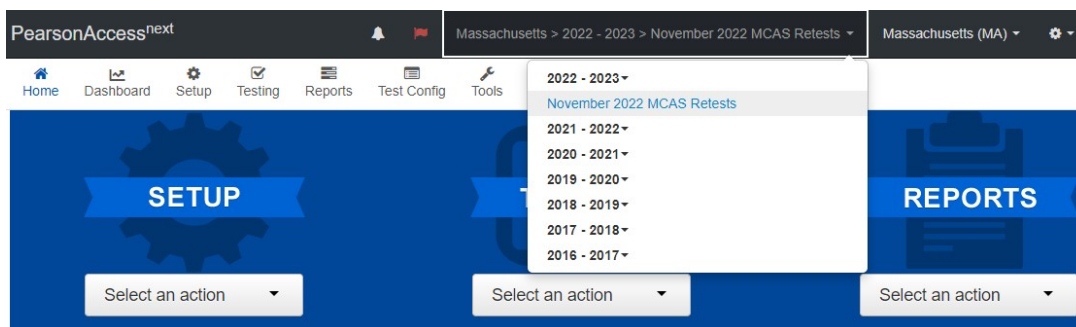 PearsonAccessnext
Massachusetts > 2022 - 2023 > November 2022 MCAS Retests
Massachusetts (MA)
Home
Dashboard
Setup
Testing
Reports
Test Config
Tools
2022 - 2023
November 2022 MCAS Retests
2021 - 2022
2020 - 2021
2019 - 2020
2018 - 2019
2017 - 2018
2016 - 2017
SETUP
REPORTS
Select an action
Select an action
Select an action